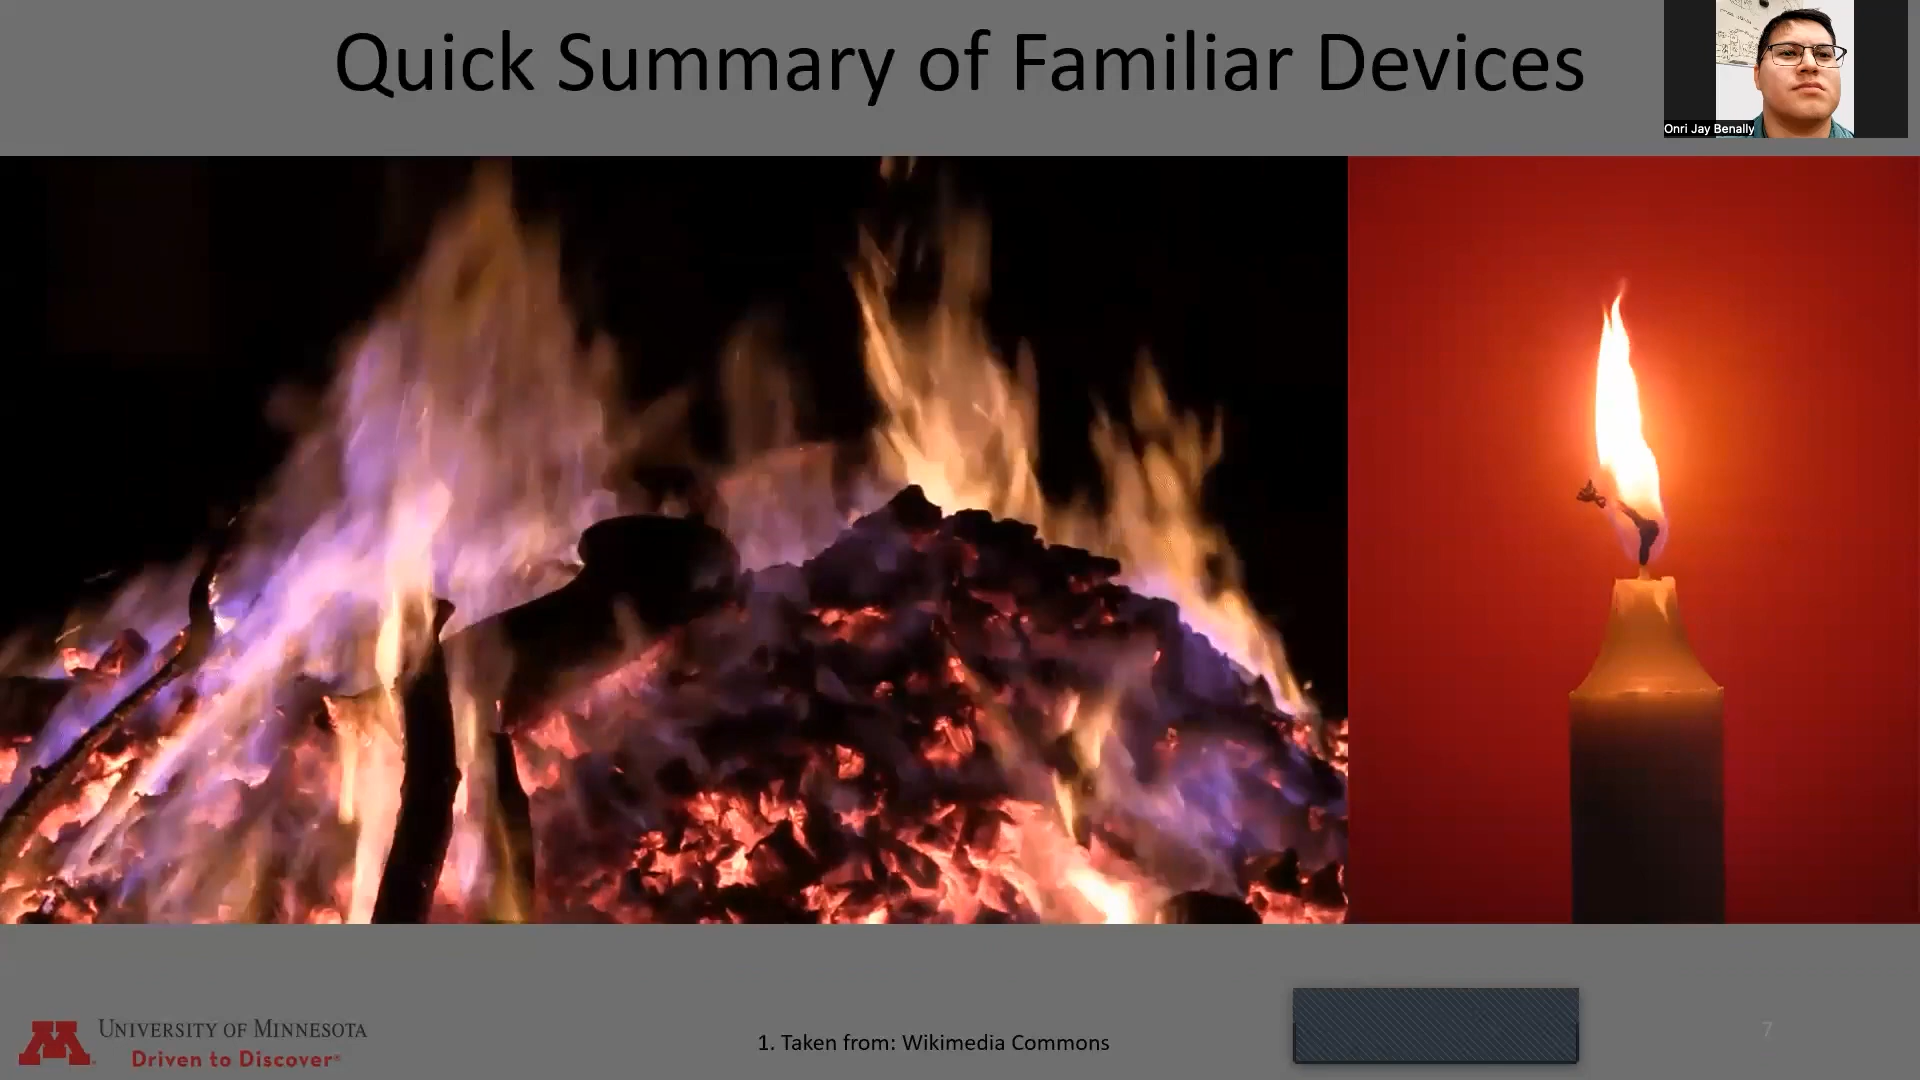 Quick Summary of Familiar Devices
Onri Jay Benally
UNIVERSITY OF MINNESOTA
Driven to Discover®
1. Taken from: Wikimedia Commons
7